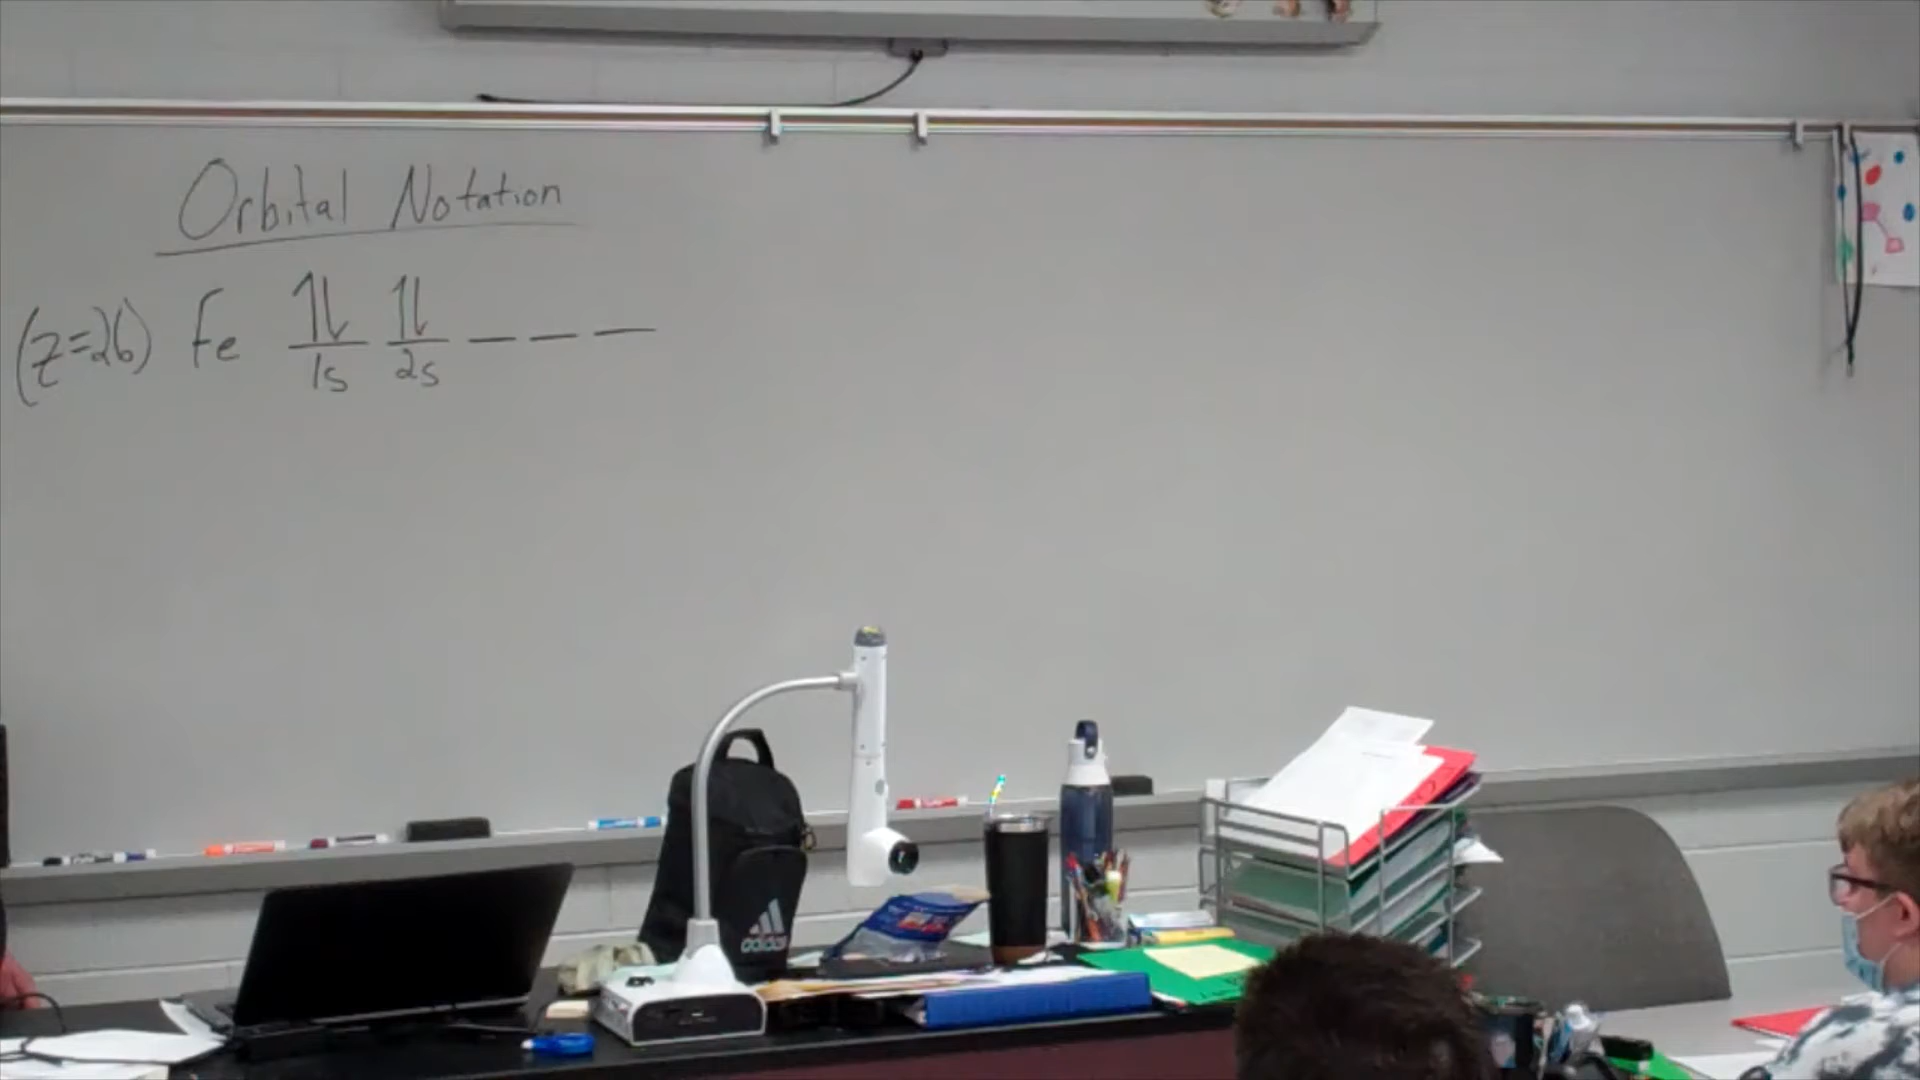 Orbital Notation
(z=26) Fe ↿⇂ ↿⇂ _ _ _
1s 2s
adidas